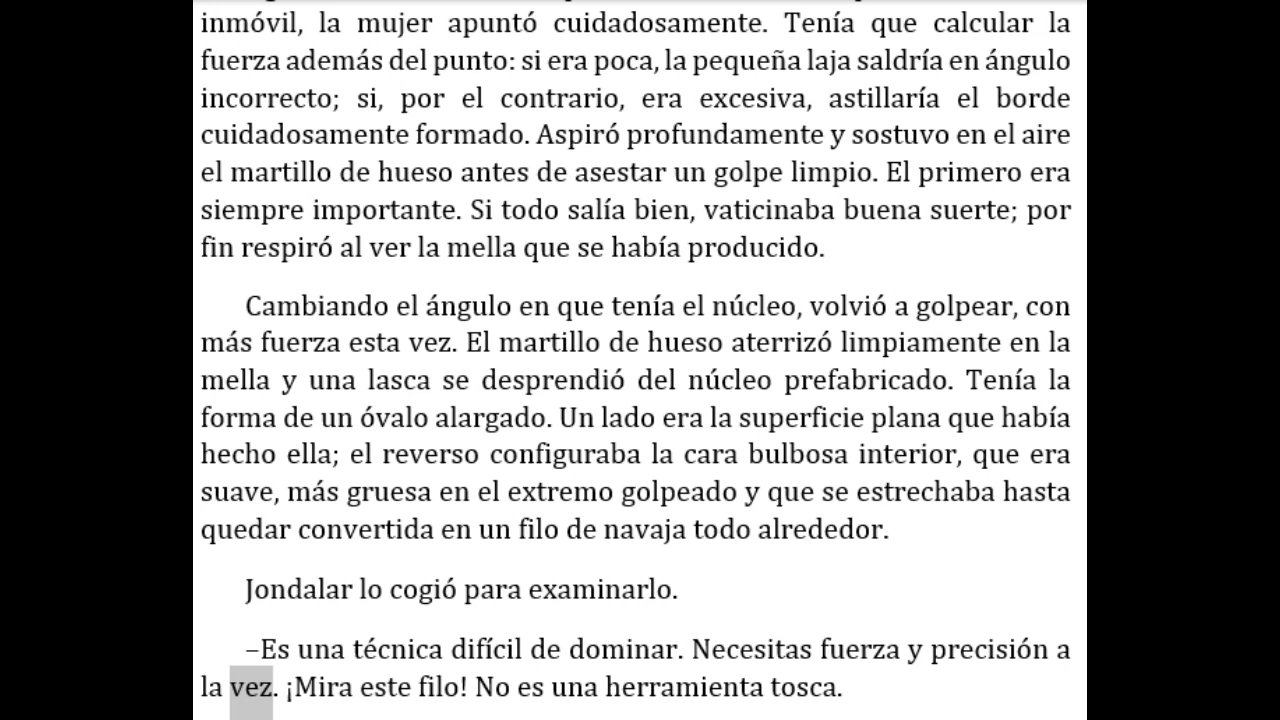 inmóvil, la mujer apuntó cuidadosamente. Tenía que calcular la
fuerza además del punto: si era poca, la pequeña laja saldría en ángulo
incorrecto; si, por el contrario, era excesiva, astillaría el borde
cuidadosamente formado. Aspiró profundamente y sostuvo en el aire
el martillo de hueso antes de asestar un golpe limpio. El primero era
siempre importante. Si todo salía bien, vaticinaba buena suerte; por
fin respiró al ver la mella que se había producido.
Cambiando el ángulo en que tenía el núcleo, volvió a golpear, con
más fuerza esta vez. El martillo de hueso aterrizó limpiamente en la
mella y una lasca se desprendió del núcleo prefabricado. Tenía la
forma de un óvalo alargado. Un lado era la superficie plana que había
hecho ella; el reverso configuraba la cara bulbosa interior, que era
suave, más gruesa en el extremo golpeado y que se estrechaba hasta
quedar convertida en un filo de navaja todo alrededor.
Jondalar lo cogió para examinarlo.
–Es una técnica difícil de dominar. Necesitas fuerza y precisión a
la vez. ¡Mira este filo! No es una herramienta tosca.